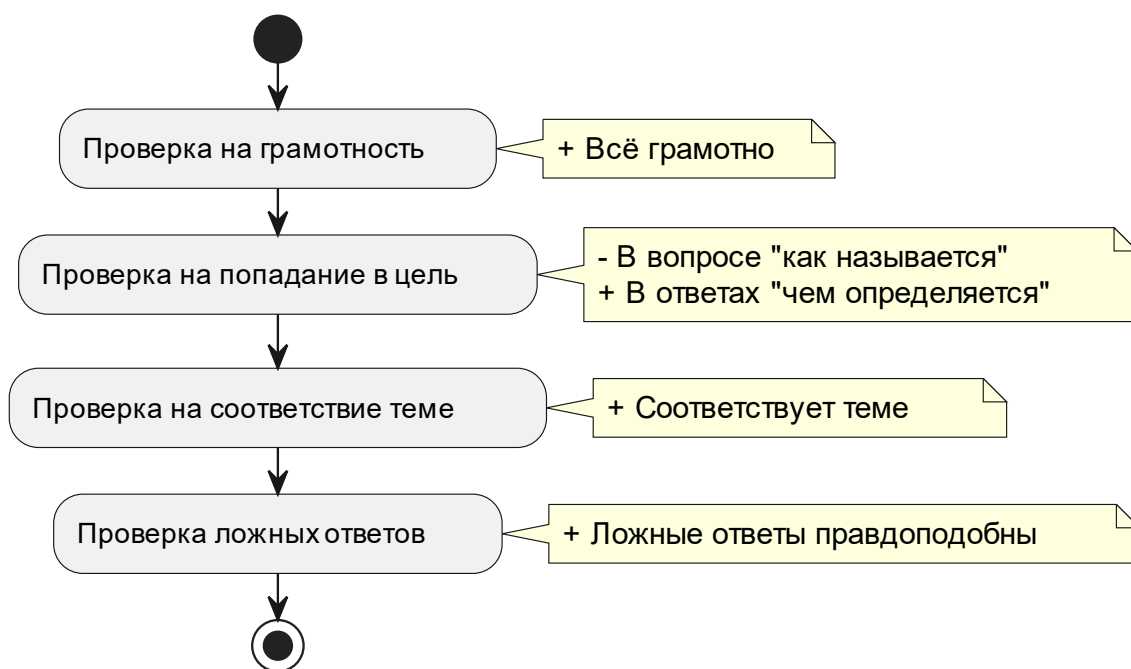 Проверка на грамотность
+ Всё грамотно
Проверка на попадание в цель
- В вопросе "как называется"
+ В ответах "чем определяется"
Проверка на соответствие теме
+ Соответствует теме
Проверка ложных ответов
+ Ложные ответы правдоподобны